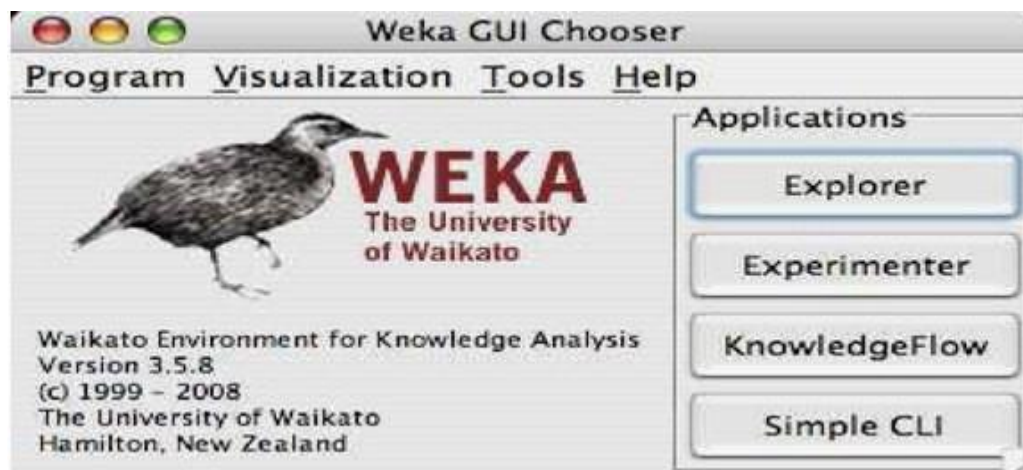 Weka GUI Chooser
Program Visualization Tools Help
WEKA
The University
of Waikato
Waikato Environment for Knowledge Analysis
Version 3.5.8
(c) 1999 - 2008
The University of Waikato
Hamilton, New Zealand
Applications
Explorer
Experimenter
KnowledgeFlow
Simple CLI